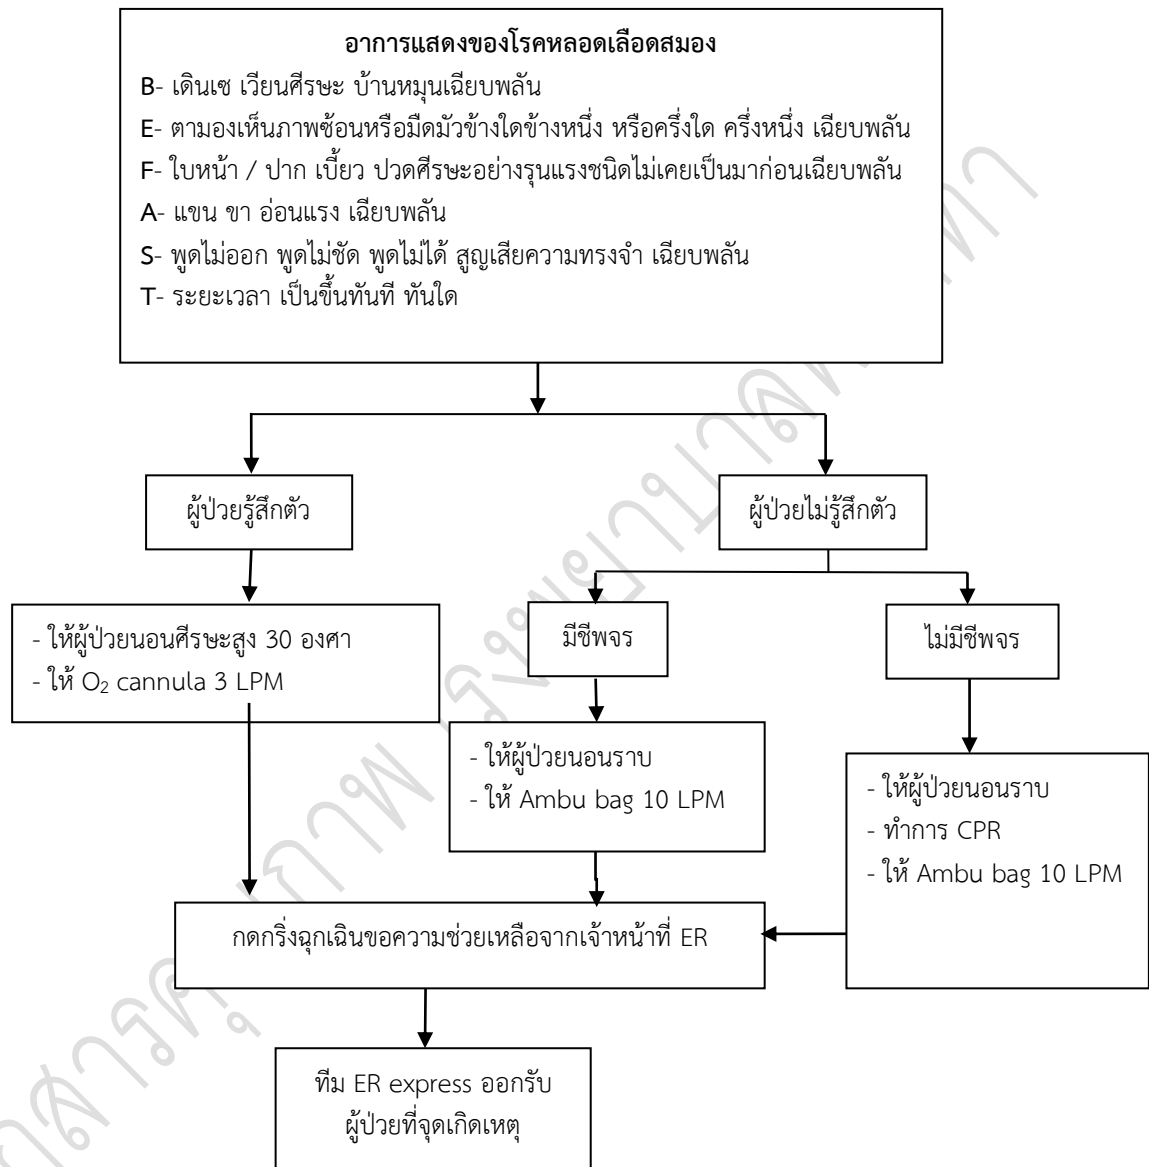 อาการแสดงของโรคหลอดเลือดสมอง
B- เดินเซ เวียนศีรษะ บ้านหมุนเฉียบพลัน
E- ตามองเห็นภาพซ้อนหรือมืดมัวข้างใดข้างหนึ่ง หรือครึ่งใด ครึ่งหนึ่ง เฉียบพลัน
F- ใบหน้า / ปาก เบี้ยว ปวดศีรษะอย่างรุนแรงชนิดไม่เคยเป็นมาก่อนเฉียบพลัน
A- แขน ขา อ่อนแรง เฉียบพลัน
S- พูดไม่ออก พูดไม่ชัด พูดไม่ได้ สูญเสียความทรงจำ เฉียบพลัน
T- ระยะเวลา เป็นขึ้นทันที ทันใด
ผู้ป่วยรู้สึกตัว
ผู้ป่วยไม่รู้สึกตัว
- ให้ผู้ป่วยนอนศีรษะสูง 30 องศา
- ให้ O₂ cannula 3 LPM
มีชีพจร
ไม่มีชีพจร
- ให้ผู้ป่วยนอนราบ
- ให้ Ambu bag 10 LPM
- ให้ผู้ป่วยนอนราบ
- ทำการ CPR
- ให้ Ambu bag 10 LPM
กดกริ่งฉุกเฉินขอความช่วยเหลือจากเจ้าหน้าที่ ER
ทีม ER express ออกรับ
ผู้ป่วยที่จุดเกิดเหตุ